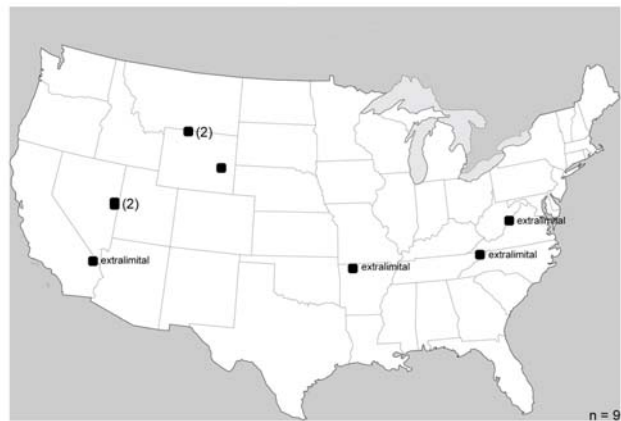 (2)
(2)
extralimital
extralimital
extralimital
extralimital
n = 9